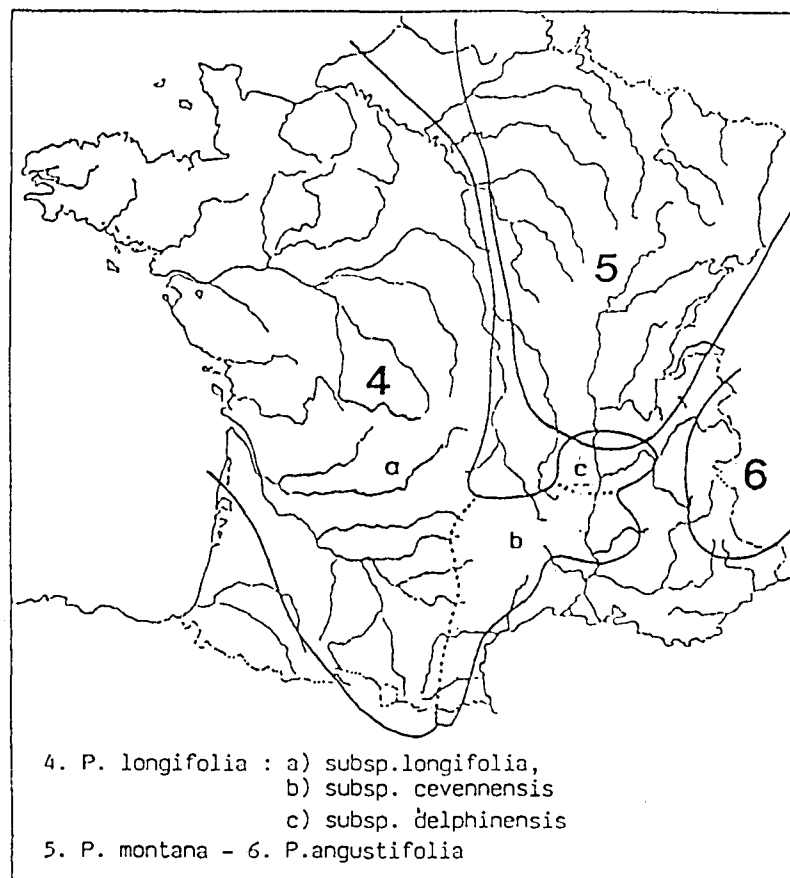 5
4
a
c
6
b
4. P. longifolia : a) subsp.longifolia,
b) subsp. cevennensis
c) subsp. delphinensis
5. P. montana - 6. P.angustifolia